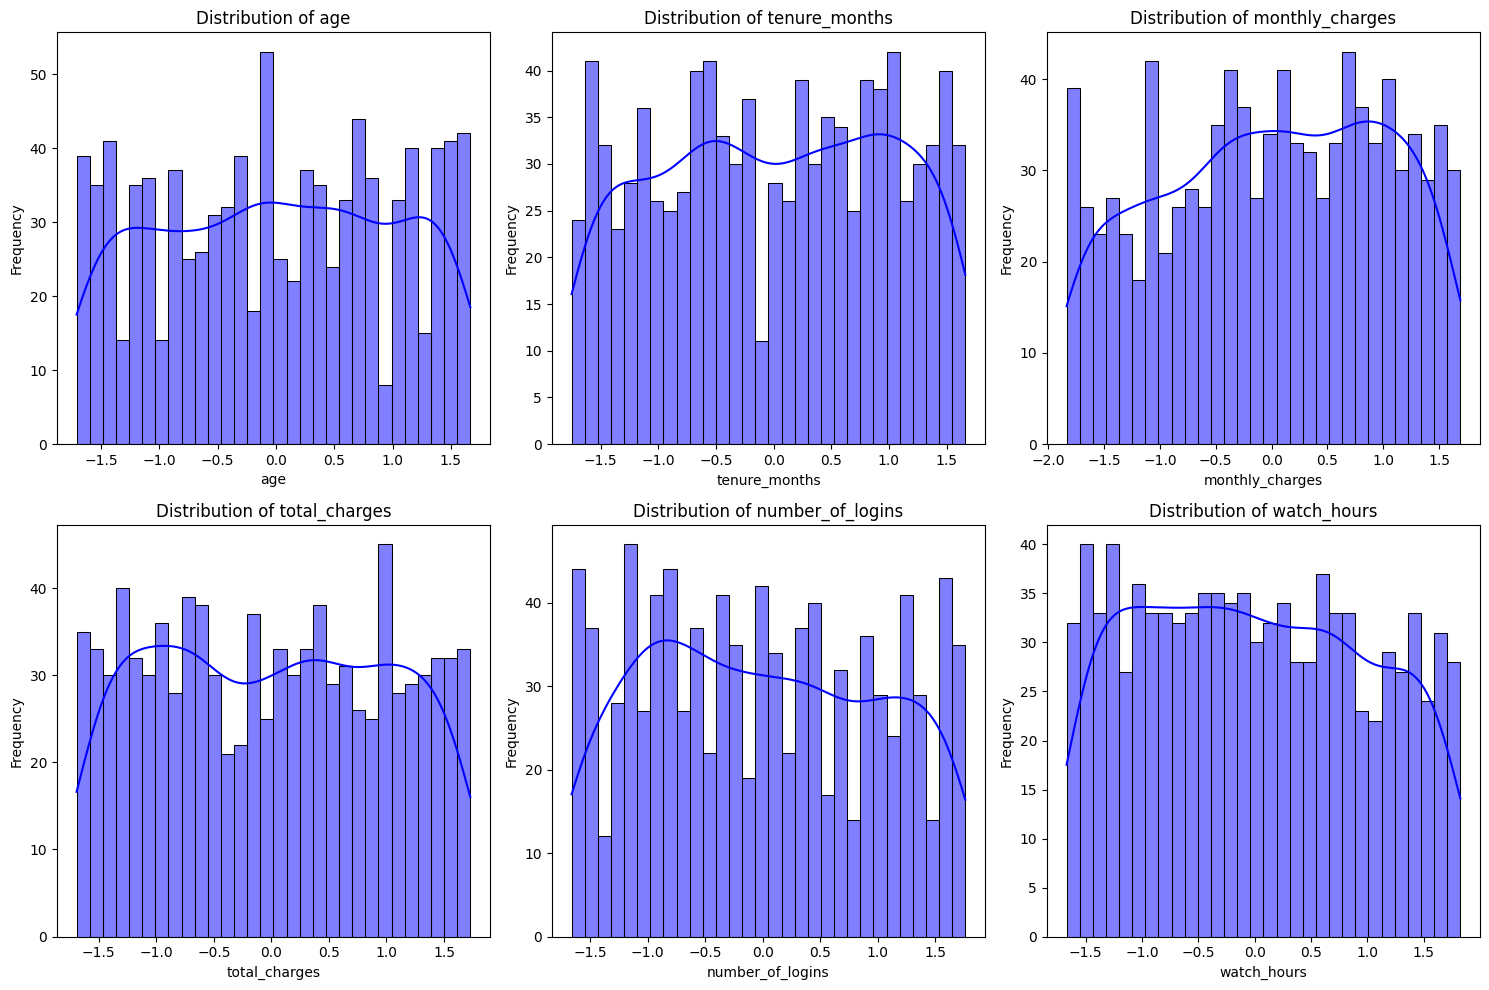 Distribution of age
Frequency
50
40
30
20
10
0
−1.5 −1.0 −0.5 0.0 0.5 1.0 1.5
age
Distribution of tenure_months
Frequency
40
35
30
25
20
15
10
5
0
−1.5 −1.0 −0.5 0.0 0.5 1.0 1.5
tenure_months
Distribution of monthly_charges
Frequency
40
30
20
10
0
−2.0 −1.5 −1.0 −0.5 0.0 0.5 1.0 1.5
monthly_charges
Distribution of total_charges
Frequency
40
30
20
10
0
−1.5 −1.0 −0.5 0.0 0.5 1.0 1.5
total_charges
Distribution of number_of_logins
Frequency
40
30
20
10
0
−1.5 −1.0 −0.5 0.0 0.5 1.0 1.5
number_of_logins
Distribution of watch_hours
Frequency
40
35
30
25
20
15
10
5
0
−1.5 −1.0 −0.5 0.0 0.5 1.0 1.5
watch_hours